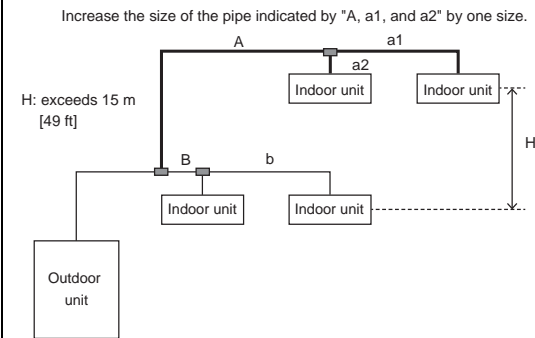 Increase the size of the pipe indicated by "A, a1, and a2" by one size.
A
a1
a2
Indoor unit
Indoor unit
H: exceeds 15 m
[49 ft]
H
B
b
Indoor unit
Indoor unit
Outdoor
unit